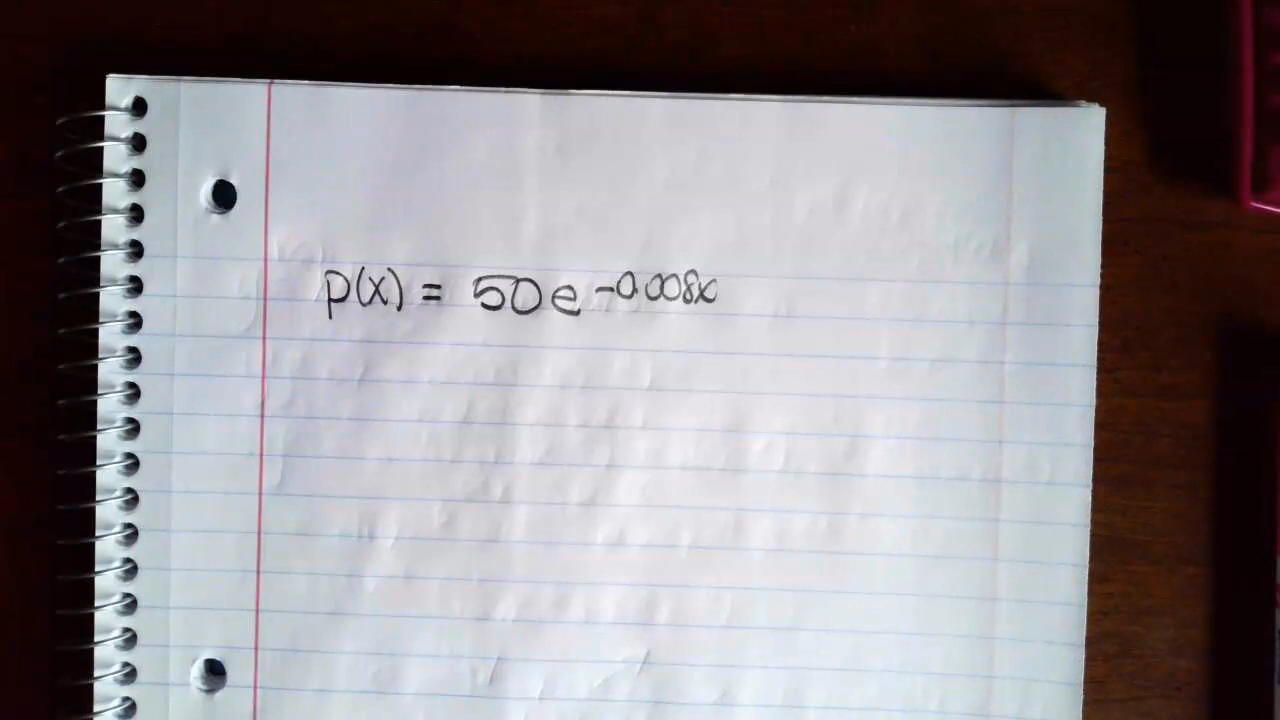 p(x) = 50e^-0.008x